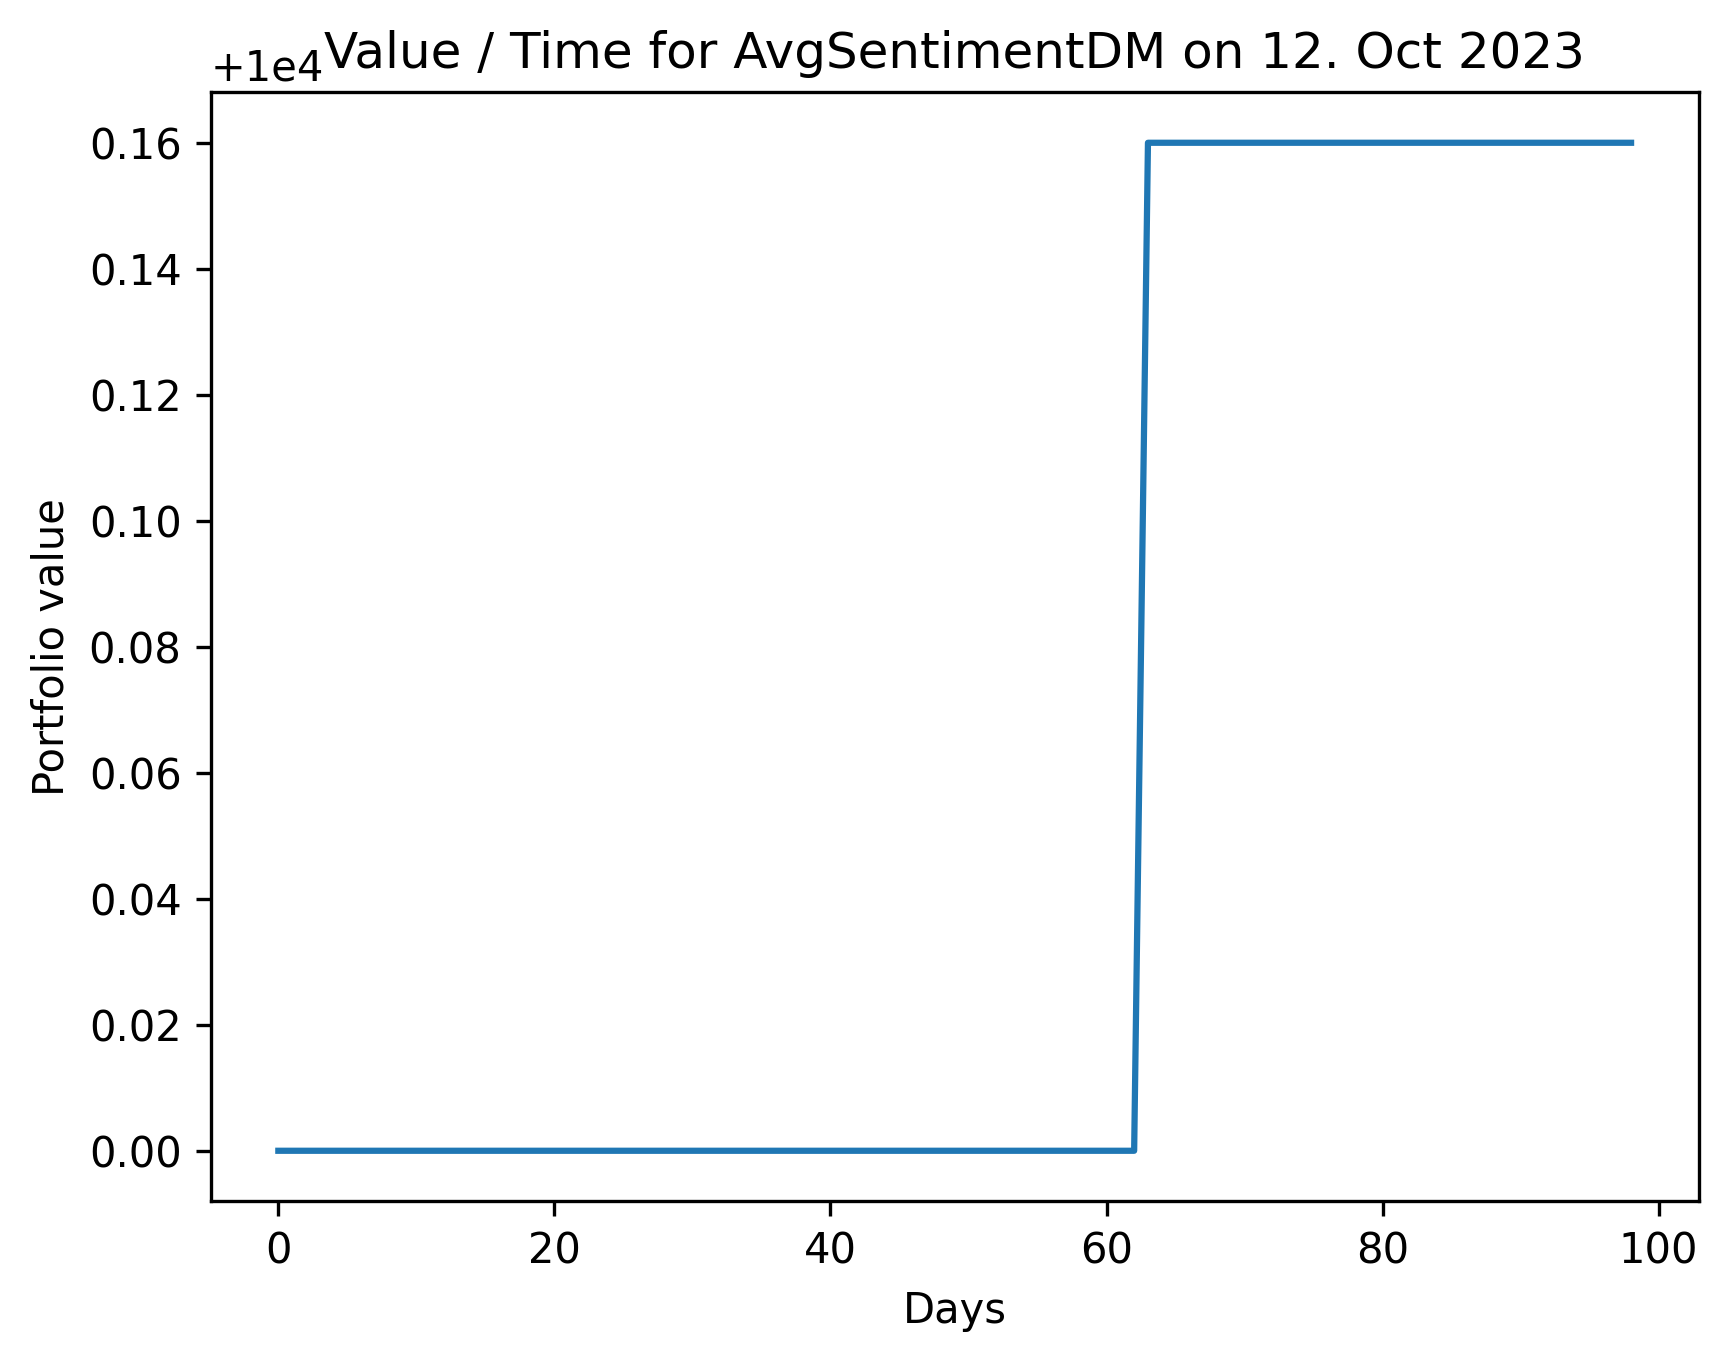 Value / Time for AvgSentimentDM on 12. Oct 2023
+1e4
0.16
0.14
0.12
0.10
0.08
0.06
0.04
0.02
0.00
Portfolio value
0 20 40 60 80 100
Days